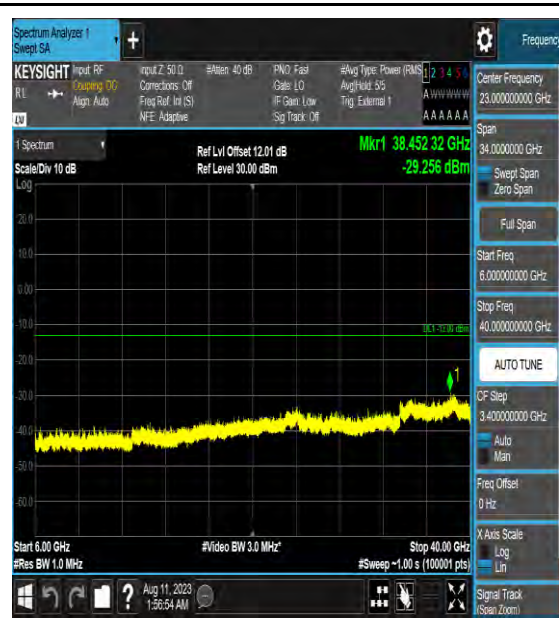 Spectrum Analyzer 1
Swept SA
+
Frequency
KEYSIGHT
RL
LW
Input: RF
Coupling: DC
Align: Auto
Input Z: 50 Ω
Corrections: Off
Freq Ref: Int (S)
NFE: Adaptive
#Atten: 40 dB
PNO: Fast
Gate: LO
IF Gain: Low
Sig Track: Off
#Avg Type: Power (RMS
Avg|Hold: 5/5
Trig: External 1
1 2 3 4 5 6
A W W W W W
A A A A A A
1 Spectrum
Scale/Div 10 dB
Log
Ref Lvl Offset 12.01 dB
Ref Level 30.00 dBm
Mkr1 38.452 32 GHz
-29.256 dBm
20.0
10.0
0.00
-10.0
-20.0
-30.0
-40.0
-50.0
-60.0
DL1 -13.00 dBm
1
Start 6.00 GHz
#Res BW 1.0 MHz
#Video BW 3.0 MHz*
Stop 40.00 GHz
#Sweep ~1.00 s (100001 pts)
Center Frequency
23.000000000 GHz
Span
34.0000000 GHz
Swept Span
Zero Span
Full Span
Start Freq
6.000000000 GHz
Stop Freq
40.000000000 GHz
AUTO TUNE
CF Step
3.400000000 GHz
Auto
Man
Freq Offset
0 Hz
X Axis Scale
Log
Lin
Signal Track
(Span Zoom)
?
Aug 11, 2023
1:56:54 AM